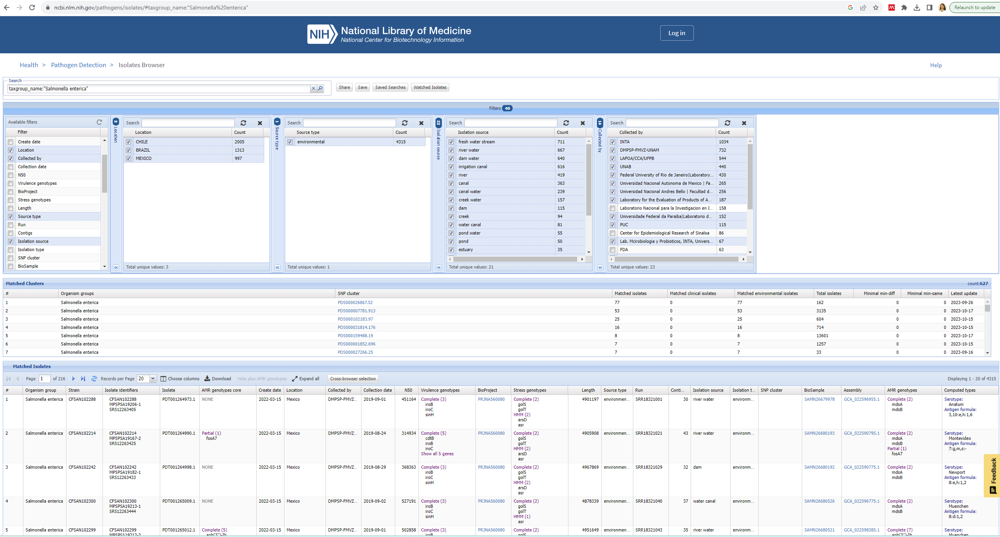 ncbi.nlm.nih.gov/pathogens/isolates/#taxgroup_name:"Salmonella%20enterica"
Relaunch to update
NIH National Library of Medicine
National Center for Biotechnology Information
Log in
Health > Pathogen Detection > Isolates Browser
Help
Search
taxgroup_name:"Salmonella enterica"
Share Save Saved Searches Watched Isolates
Filters 40
Available filters
Filter
Create date
Location
Collected by
Collection date
N50
Virulence genotypes
BioProject
Stress genotypes
Length
Source type
Run
Contigs
Isolation source
Isolation type
SNP cluster
BioSample
3 Location
Search
Location Count
CHILE 2005
BRAZIL 1313
MEXICO 997
Total unique values: 3
1 Source type
Search
Source type Count
environmental 4315
Total unique values: 1
22 Isolation source
Search
Isolation source Count
fresh water stream 711
river water 667
dam water 640
irrigation canal 616
river 419
canal 363
canal water 239
creek water 157
dam 115
creek 94
water canal 81
pond water 55
pond 50
estuary 35
Total unique values: 21
14 Collected by
Search
Collected by Count
INTA 1034
DMPSP-FMVZ-UNAM 732
LAPOA/CCA/UFPB 544
UNAB 440
Federal University of Rio de Janeiro|Laboratory... 430
Universidad Nacional Autonoma de Mexico | Fa... 265
Universidad Nacional Andres Bello | Facultad d... 256
Laboratory for the Evaluation of Products of A... 187
Laboratorio Nacional para la Investigacion en I... 158
Universidade Federal da Paraiba|Laboratorio d... 152
PUC 115
Center for Epidemiological Research of Sinaloa 86
Lab. Mcirobiologia y Probioticos, INTA, Univers... 67
FDA 63
Total unique values: 23
Matched Clusters count:627
# Organism groups SNP cluster Matched isolates Matched clinical isolates Matched environmental isolates Total isolates Minimal min-diff Minimal min-same Latest update
1 Salmonella enterica PDS000026867.52 77 0 77 162 0 0 2023-09-26
2 Salmonella enterica PDS000007781.913 53 0 53 3135 0 0 2023-10-17
3 Salmonella enterica PDS000102183.97 25 0 25 604 0 0 2023-10-15
4 Salmonella enterica PDS000031814.176 16 0 16 714 0 0 2023-10-15
5 Salmonella enterica PDS000159488.19 8 0 8 13601 0 0 2023-10-17
6 Salmonella enterica PDS000001852.696 7 0 7 1257 0 0 2023-10-15
7 Salmonella enterica PDS000027266.25 7 0 7 33 0 0 2023-09-16
Matched Isolates
Page 1 of 216 Records per Page 20 Choose columns Download Hide plus AMR genotypes Expand all Cross-browser selection Displaying 1 - 20 of 4315
# Organism group Strain Isolate identifiers Isolate AMR genotypes core Create date Location Collected by Collection date N50 Virulence genotypes BioProject Stress genotypes Length Source type Run Conti... Isolation source Isolation t... SNP cluster BioSample Assembly AMR genotypes Computed types
1 Salmonella enterica CFSAN102288 CFSAN102288 PDT001264973.1 NONE 2022-03-15 Mexico DMPSP-FMVZ... 2019-09-01 451164 Complete (3) PRJNA560080 Complete (2) 4901197 environmen... SRR18321001 30 river water environm... SAMN26679978 GCA_022596955.1 Complete (2) Serotype:
MPSPSA19206-1 iroB golS mdsA Anatum
SRS12263405 iroC golT mdsB Antigen formula:
sinH HMM (2) 3,10:e,h:1,6
arsD
asr
2 Salmonella enterica CFSAN102214 CFSAN102214 PDT001264990.1 Partial (1) 2022-03-15 Mexico DMPSP-FMVZ... 2019-08-24 314934 Complete (5) PRJNA560080 Complete (2) 4905908 environmen... SRR18321021 43 river water environm... SAMN26680193 GCA_022590795.1 Complete (2) Serotype:
MPSPSA19167-2 fosA7 cdtB golS mdsA Montevideo
SRS12263425 iroB golT mdsB Antigen formula:
iroC HMM (2) Partial (1) 7:g,m,s:-
Show all 5 genes arsD fosA7
asr
3 Salmonella enterica CFSAN102242 CFSAN102242 PDT001264998.1 NONE 2022-03-15 Mexico DMPSP-FMVZ... 2019-08-29 368363 Complete (3) PRJNA560080 Complete (2) 4967869 environmen... SRR18321029 32 dam environm... SAMN26680192 GCA_022590775.1 Complete (2) Serotype:
MPSPSA19182-1 iroB golS mdsA Newport
SRS12263433 iroC golT mdsB Antigen formula:
sinH HMM (2) 8:e,h:1,2
arsD
asr
4 Salmonella enterica CFSAN102300 CFSAN102300 PDT001265009.1 NONE 2022-03-15 Mexico DMPSP-FMVZ... 2019-09-02 527191 Complete (3) PRJNA560080 Complete (2) 4878339 environmen... SRR18321040 37 water canal environm... SAMN26680526 GCA_022596775.1 Complete (2) Serotype:
MPSPSA19213-1 iroB golS mdsA Muenchen
SRS12263444 iroC golT mdsB Antigen formula:
sinH HMM (1) 8:d:1,2
asr
5 Salmonella enterica CFSAN102299 CFSAN102299 PDT001265012.1 Complete (5) 2022-03-15 Mexico DMPSP-FMVZ... 2019-09-01 502858 Complete (3) PRJNA560080 Complete (2) 4951649 environmen... SRR18321043 35 river water environm... SAMN26680521 GCA_022598385.1 Complete (7) Serotype:
MPSPSA19212-2 aph(3")-Ib iroB golS aph(3")-Ib Muenchen
Feedback